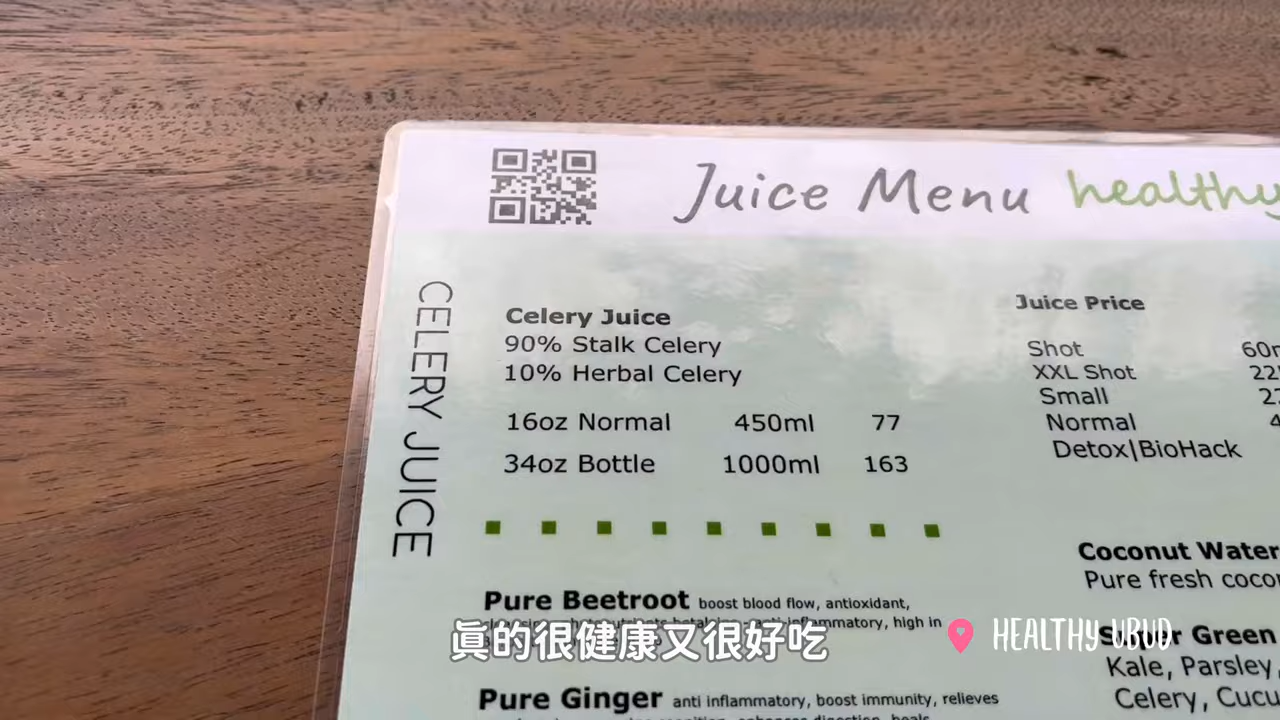 Juice Menu healthy
CELERY JUICE
Celery Juice
90% Stalk Celery
10% Herbal Celery
16oz Normal 450ml 77
34oz Bottle 1000ml 163
Pure Beetroot boost blood flow, antioxidant,
anti-inflammatory, high in
Pure Ginger anti inflammatory, boost immunity, relieves
Juice Price
Shot
XXL Shot
Small
Normal
Detox|BioHack
Coconut Water
Pure fresh
Super Green
Kale, Parsley,
Celery,
真的很健康又很好吃
HEALTHY UBUD